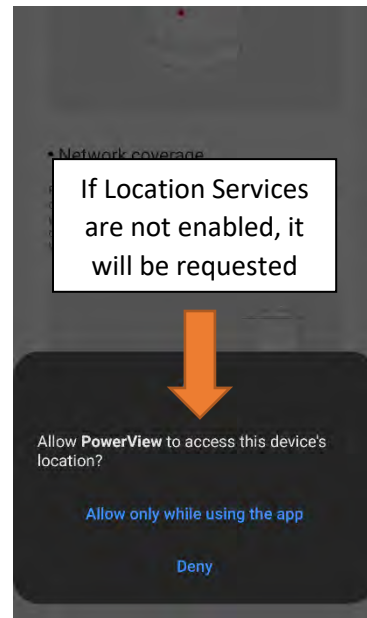 • Network coverage
If Location Services
are not enabled, it
will be requested
Allow PowerView to access this device's
location?
Allow only while using the app
Deny